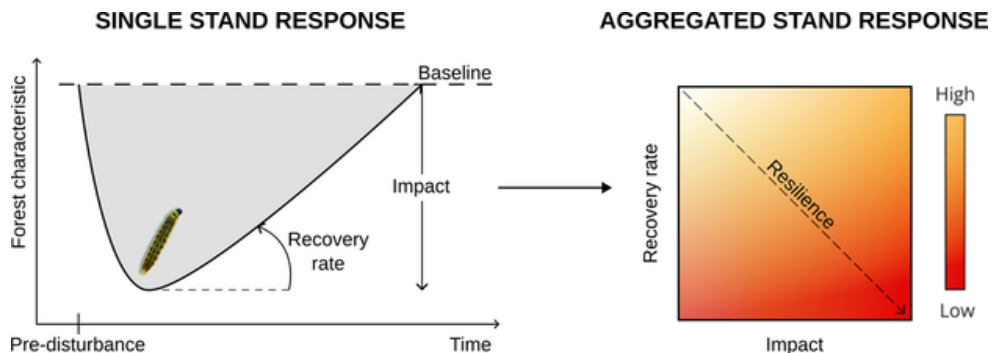 SINGLE STAND RESPONSE
AGGREGATED STAND RESPONSE
Forest characteristic
Baseline
Impact
Recovery
rate
Pre-disturbance
Time
Recovery rate
Resilience
Impact
High
Low